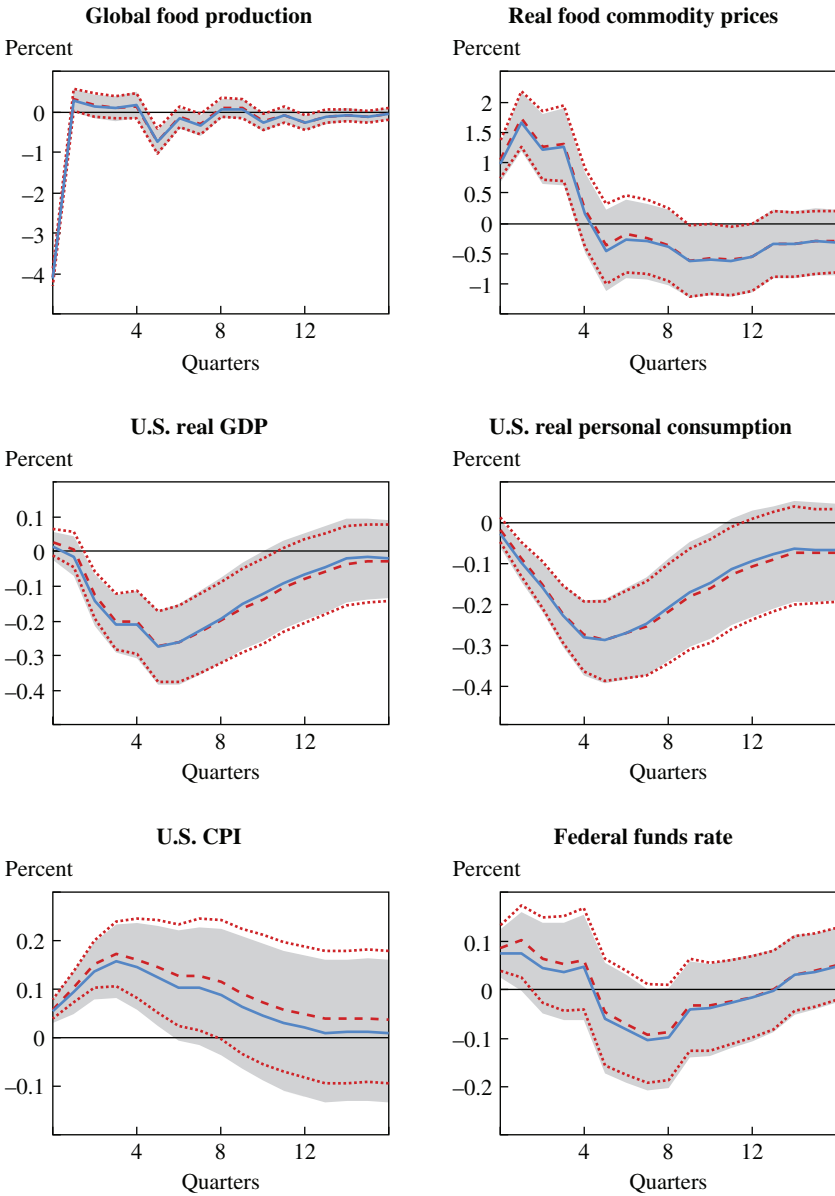 Global food production
Percent
0
–1
–2
–3
–4
4
8
12
Quarters
Real food commodity prices
Percent
2
1.5
1
0.5
0
–0.5
–1
4
8
12
Quarters
U.S. real GDP
Percent
0.1
0
–0.1
–0.2
–0.3
–0.4
4
8
12
Quarters
U.S. real personal consumption
Percent
0
–0.1
–0.2
–0.3
–0.4
4
8
12
Quarters
U.S. CPI
Percent
0.2
0.1
0
–0.1
4
8
12
Quarters
Federal funds rate
Percent
0.1
0
–0.1
–0.2
4
8
12
Quarters